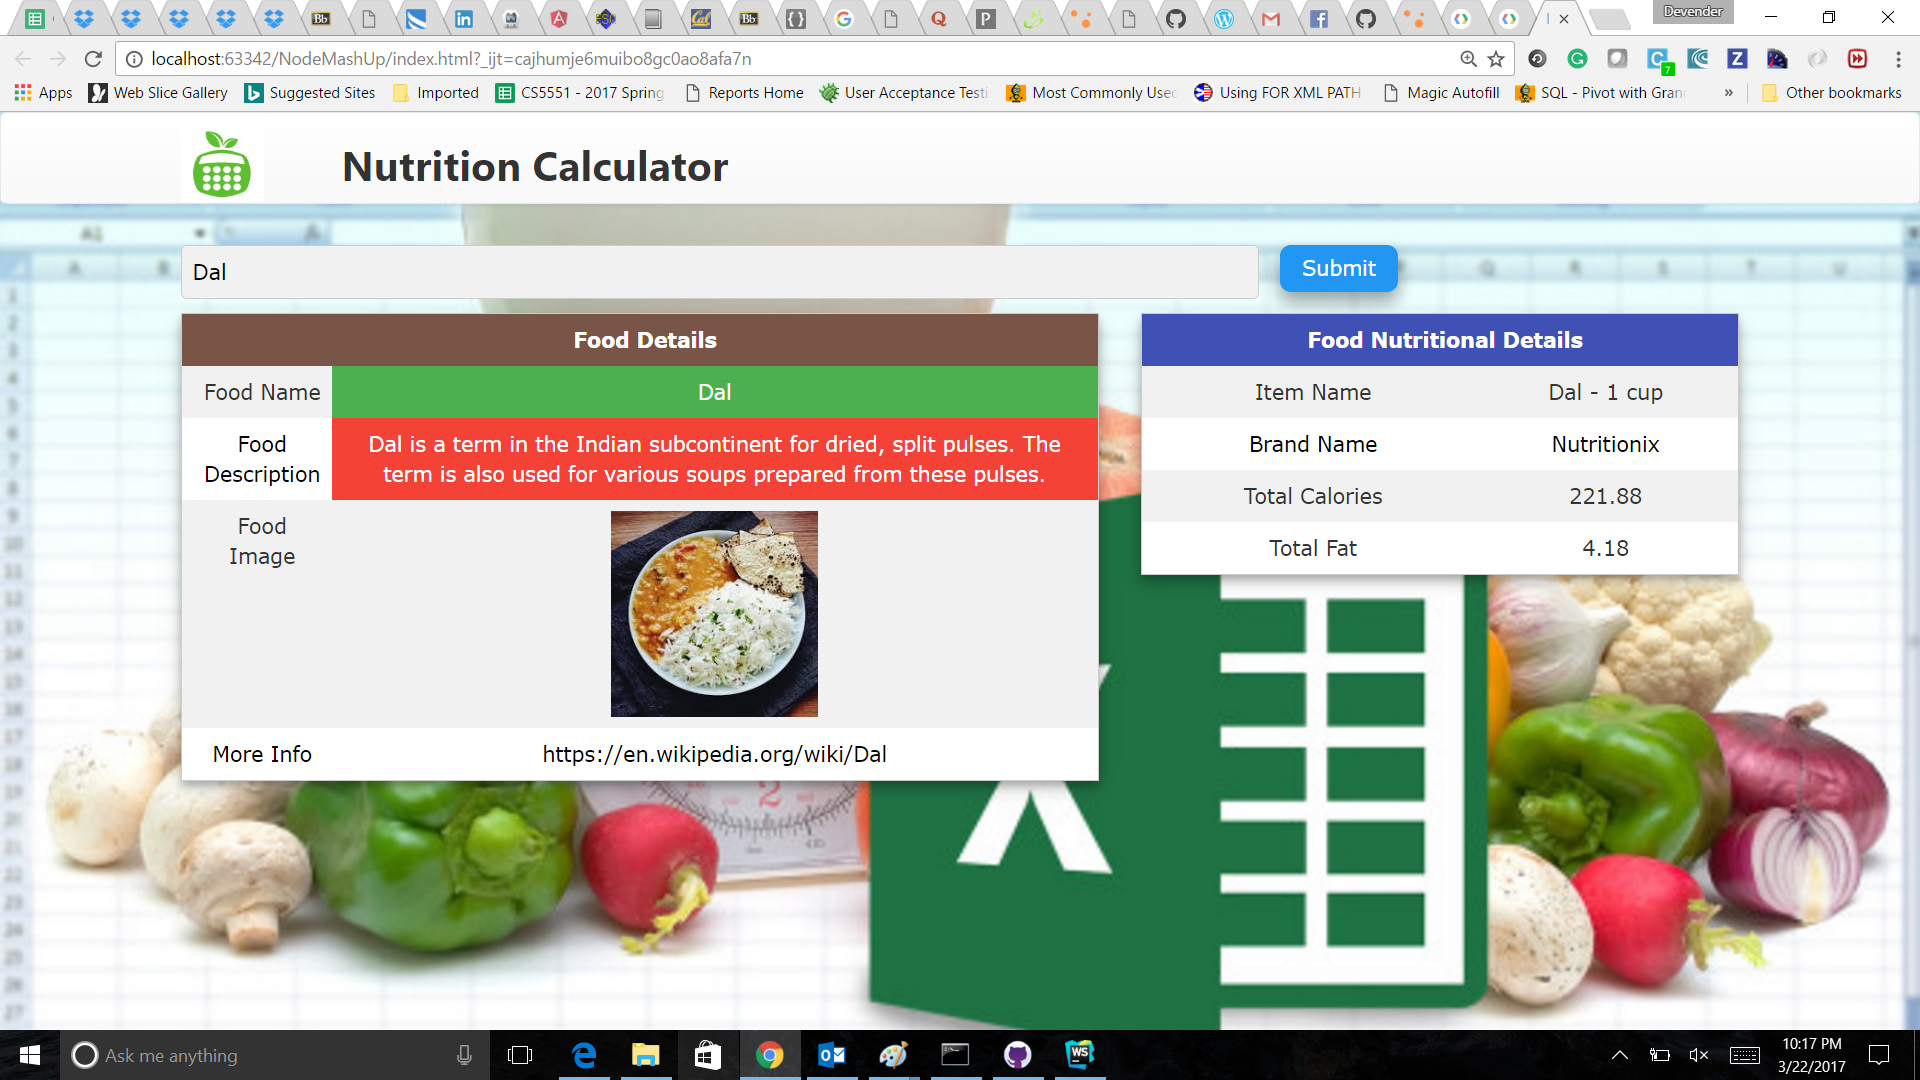 Devender
localhost:63342/NodeMashUp/index.html?_ijt=cajhumje6muibo8gc0ao8afa7n
Apps
Web Slice Gallery
Suggested Sites
Imported
CS5551 - 2017 Spring
Reports Home
User Acceptance Testi
Most Commonly Used
Using FOR XML PATH
Magic Autofill
SQL - Pivot with Gran
»
Other bookmarks
Nutrition Calculator
Dal
Submit
Food Details
Food Name
Dal
Food
Description
Dal is a term in the Indian subcontinent for dried, split pulses. The
term is also used for various soups prepared from these pulses.
Food
Image
More Info
https://en.wikipedia.org/wiki/Dal
Food Nutritional Details
Item Name
Dal - 1 cup
Brand Name
Nutritionix
Total Calories
221.88
Total Fat
4.18
Ask me anything
10:17 PM
3/22/2017